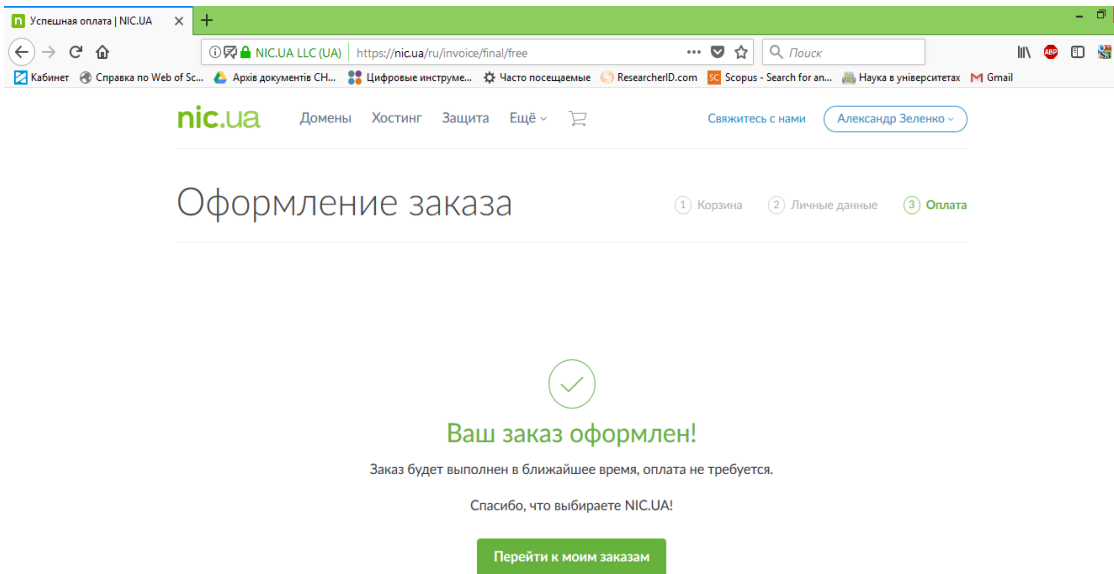 Успешная оплата | NIC.UA
NIC.UA LLC (UA) https://nic.ua/ru/invoice/final/free Поиск
Кабинет Справка по Web of Sc... Архів документів СН... Цифровые инструме... Часто посещаемые ResearcherID.com SC Scopus - Search for an... Наука в університетах Gmail
nic.ua Домены Хостинг Защита Ещё Свяжитесь с нами Александр Зеленко
Оформление заказа 1 Корзина 2 Личные данные 3 Оплата
Ваш заказ оформлен!
Заказ будет выполнен в ближайшее время, оплата не требуется.
Спасибо, что выбираете NIC.UA!
Перейти к моим заказам